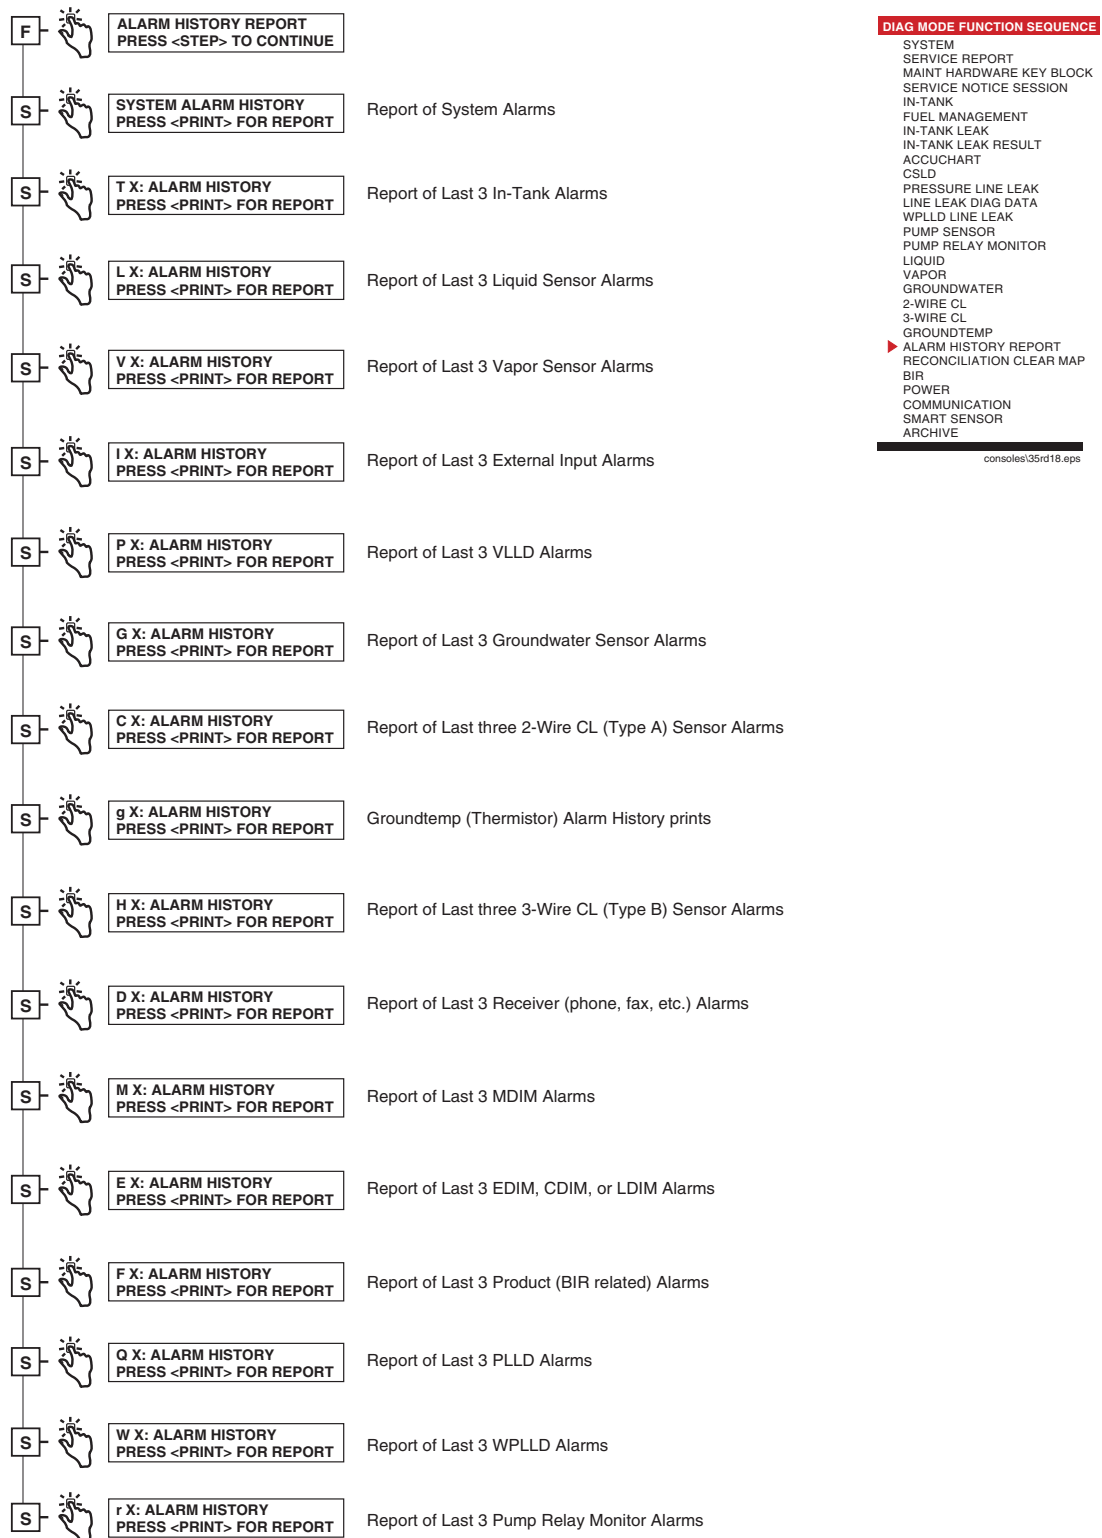 F
ALARM HISTORY REPORT
PRESS <STEP> TO CONTINUE
S
SYSTEM ALARM HISTORY
PRESS <PRINT> FOR REPORT
Report of System Alarms
S
T X: ALARM HISTORY
PRESS <PRINT> FOR REPORT
Report of Last 3 In-Tank Alarms
S
L X: ALARM HISTORY
PRESS <PRINT> FOR REPORT
Report of Last 3 Liquid Sensor Alarms
S
V X: ALARM HISTORY
PRESS <PRINT> FOR REPORT
Report of Last 3 Vapor Sensor Alarms
S
I X: ALARM HISTORY
PRESS <PRINT> FOR REPORT
Report of Last 3 External Input Alarms
S
P X: ALARM HISTORY
PRESS <PRINT> FOR REPORT
Report of Last 3 VLLD Alarms
S
G X: ALARM HISTORY
PRESS <PRINT> FOR REPORT
Report of Last 3 Groundwater Sensor Alarms
S
C X: ALARM HISTORY
PRESS <PRINT> FOR REPORT
Report of Last three 2-Wire CL (Type A) Sensor Alarms
S
g X: ALARM HISTORY
PRESS <PRINT> FOR REPORT
Groundtemp (Thermistor) Alarm History prints
S
H X: ALARM HISTORY
PRESS <PRINT> FOR REPORT
Report of Last three 3-Wire CL (Type B) Sensor Alarms
S
D X: ALARM HISTORY
PRESS <PRINT> FOR REPORT
Report of Last 3 Receiver (phone, fax, etc.) Alarms
S
M X: ALARM HISTORY
PRESS <PRINT> FOR REPORT
Report of Last 3 MDIM Alarms
S
E X: ALARM HISTORY
PRESS <PRINT> FOR REPORT
Report of Last 3 EDIM, CDIM, or LDIM Alarms
S
F X: ALARM HISTORY
PRESS <PRINT> FOR REPORT
Report of Last 3 Product (BIR related) Alarms
S
Q X: ALARM HISTORY
PRESS <PRINT> FOR REPORT
Report of Last 3 PLLD Alarms
S
W X: ALARM HISTORY
PRESS <PRINT> FOR REPORT
Report of Last 3 WPLLD Alarms
S
r X: ALARM HISTORY
PRESS <PRINT> FOR REPORT
Report of Last 3 Pump Relay Monitor Alarms
DIAG MODE FUNCTION SEQUENCE
SYSTEM
SERVICE REPORT
MAINT HARDWARE KEY BLOCK
SERVICE NOTICE SESSION
IN-TANK
FUEL MANAGEMENT
IN-TANK LEAK
IN-TANK LEAK RESULT
ACCUCHART
CSLD
PRESSURE LINE LEAK
LINE LEAK DIAG DATA
WPLLD LINE LEAK
PUMP SENSOR
PUMP RELAY MONITOR
LIQUID
VAPOR
GROUNDWATER
2-WIRE CL
3-WIRE CL
GROUNDTEMP
ALARM HISTORY REPORT
RECONCILIATION CLEAR MAP
BIR
POWER
COMMUNICATION
SMART SENSOR
ARCHIVE
consoles\35rd18.eps